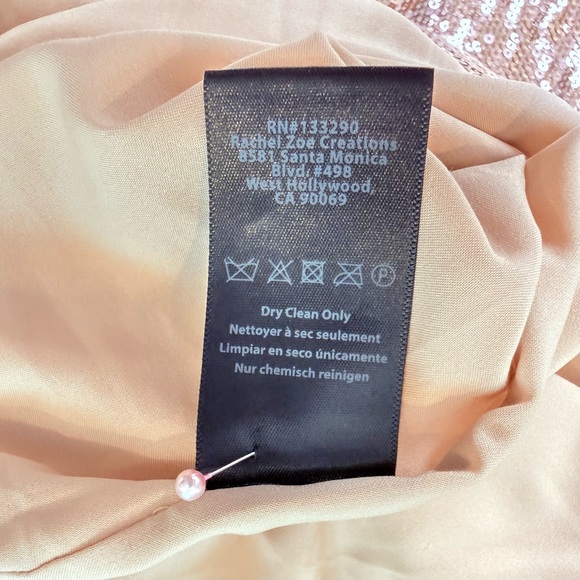 RN#133290
Rachel Zoe Creations
8581 Santa Monica
Blvd, #498
West Hollywood,
CA 90069
P
Dry Clean Only
Nettoyer à sec seulement
Limpiar en seco únicamente
Nur chemisch reinigen